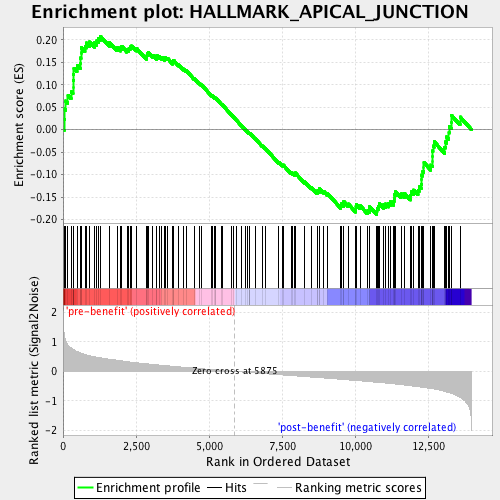 Enrichment plot: HALLMARK_APICAL_JUNCTION
Enrichment score (ES)
0.20
0.15
0.10
0.05
0.00
-0.05
-0.10
-0.15
-0.20
'pre-benefit' (positively correlated)
Ranked list metric (Signal2Noise)
2
1
0
-1
-2
Zero cross at 5875
'post-benefit' (negatively correlated)
0
2,500
5,000
7,500
10,000
12,500
Rank in Ordered Dataset
Enrichment profile
Hits
Ranking metric scores